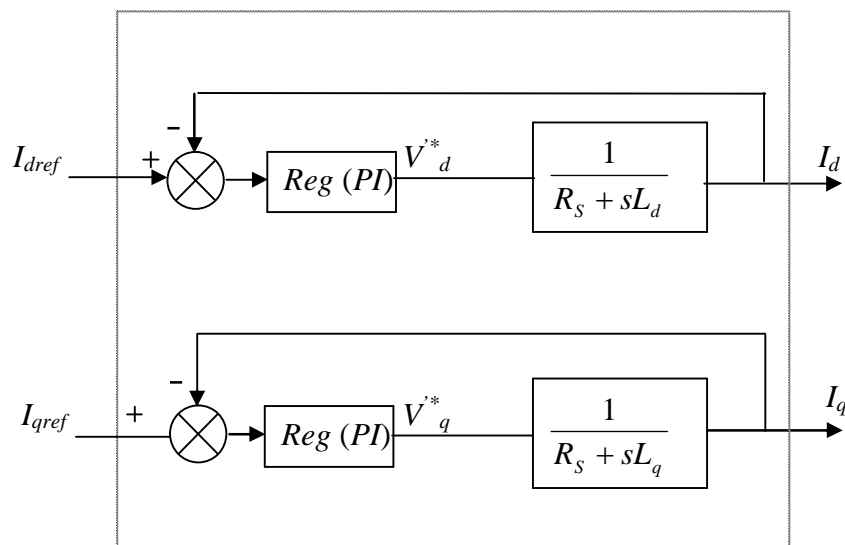 −
I_dref + Reg (PI) V'*_d 1 I_d
R_S + sL_d
−
I_qref + Reg (PI) V'*_q 1 I_q
R_S + sL_q